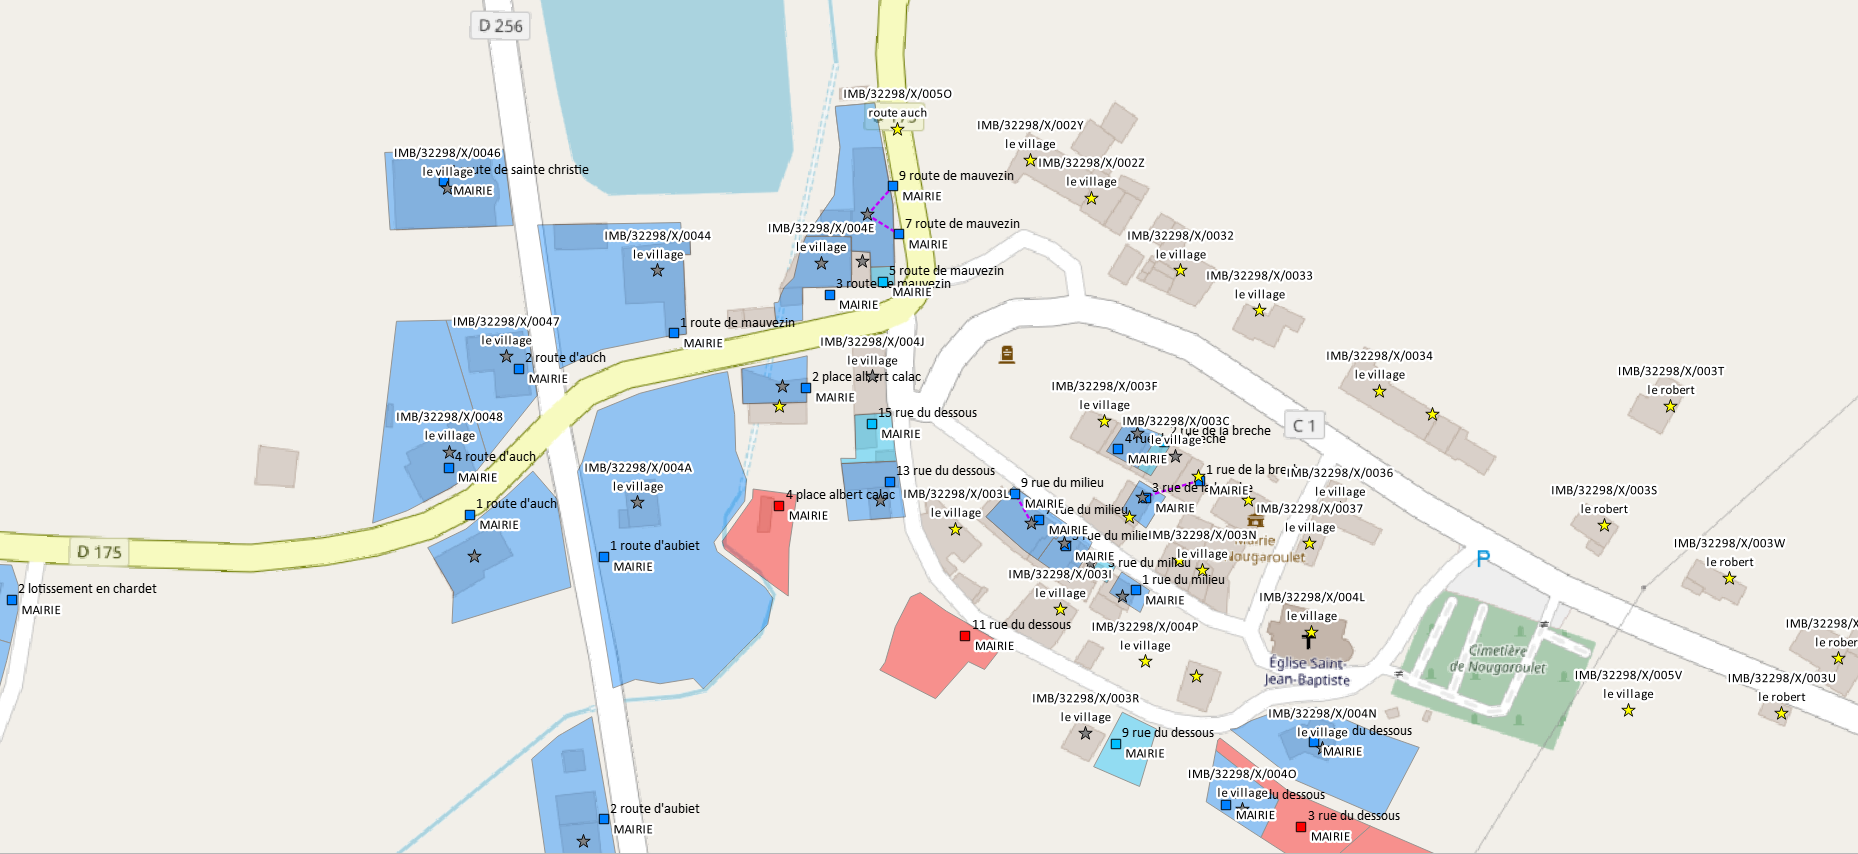 D 256
IMB/32298/X/005O
route auch
IMB/32298/X/002Y
le village
IMB/32298/X/002Z
le village
IMB/32298/X/0046
le village
de sainte christie
MAIRIE
9 route de mauvezin
MAIRIE
7 route de mauvezin
MAIRIE
IMB/32298/X/004E
le village
IMB/32298/X/0044
le village
IMB/32298/X/0032
le village
IMB/32298/X/0033
le village
5 route de mauvezin
MAIRIE
3 route de mauvezin
MAIRIE
1 route de mauvezin
MAIRIE
IMB/32298/X/0047
le village
2 route d'auch
MAIRIE
IMB/32298/X/004J
le village
2 place albert calac
MAIRIE
IMB/32298/X/0034
le village
IMB/32298/X/003T
le robert
IMB/32298/X/003F
le village
IMB/32298/X/0048
le village
4 route d'auch
MAIRIE
15 rue du dessous
MAIRIE
IMB/32298/X/003C
le village
rue de la breche
MAIRIE
C 1
IMB/32298/X/004A
le village
13 rue du dessous
1 rue de la
MAIRIE
IMB/32298/X/0036
le village
9 rue du milieu
MAIRIE
3 rue de
MAIRIE
IMB/32298/X/003L
le village
4 place albert calac
MAIRIE
1 route d'auch
MAIRIE
IMB/32298/X/003S
le robert
IMB/32298/X/0037
le village
rue du milieu
MAIRIE
rue du
MAIRIE
IMB/32298/X/003N
le village
Mairie
Nougaroulet
D 175
1 route d'aubiet
MAIRIE
P
IMB/32298/X/003W
le robert
3 rue du milieu
IMB/32298/X/003I
le village
1 rue du milieu
MAIRIE
2 lotissement en chardet
MAIRIE
IMB/32298/X/004L
le village
11 rue du dessous
MAIRIE
IMB/32298/X/004P
le village
IMB/32298/X
le rober
Cimetière
de Nougaroulet
Église Saint-
Jean-Baptiste
IMB/32298/X/005V
le village
IMB/32298/X/003U
le robert
IMB/32298/X/003R
le village
9 rue du dessous
MAIRIE
IMB/32298/X/004N
le village
du dessous
MAIRIE
IMB/32298/X/004O
le village
du dessous
MAIRIE
2 route d'aubiet
MAIRIE
3 rue du dessous
MAIRIE